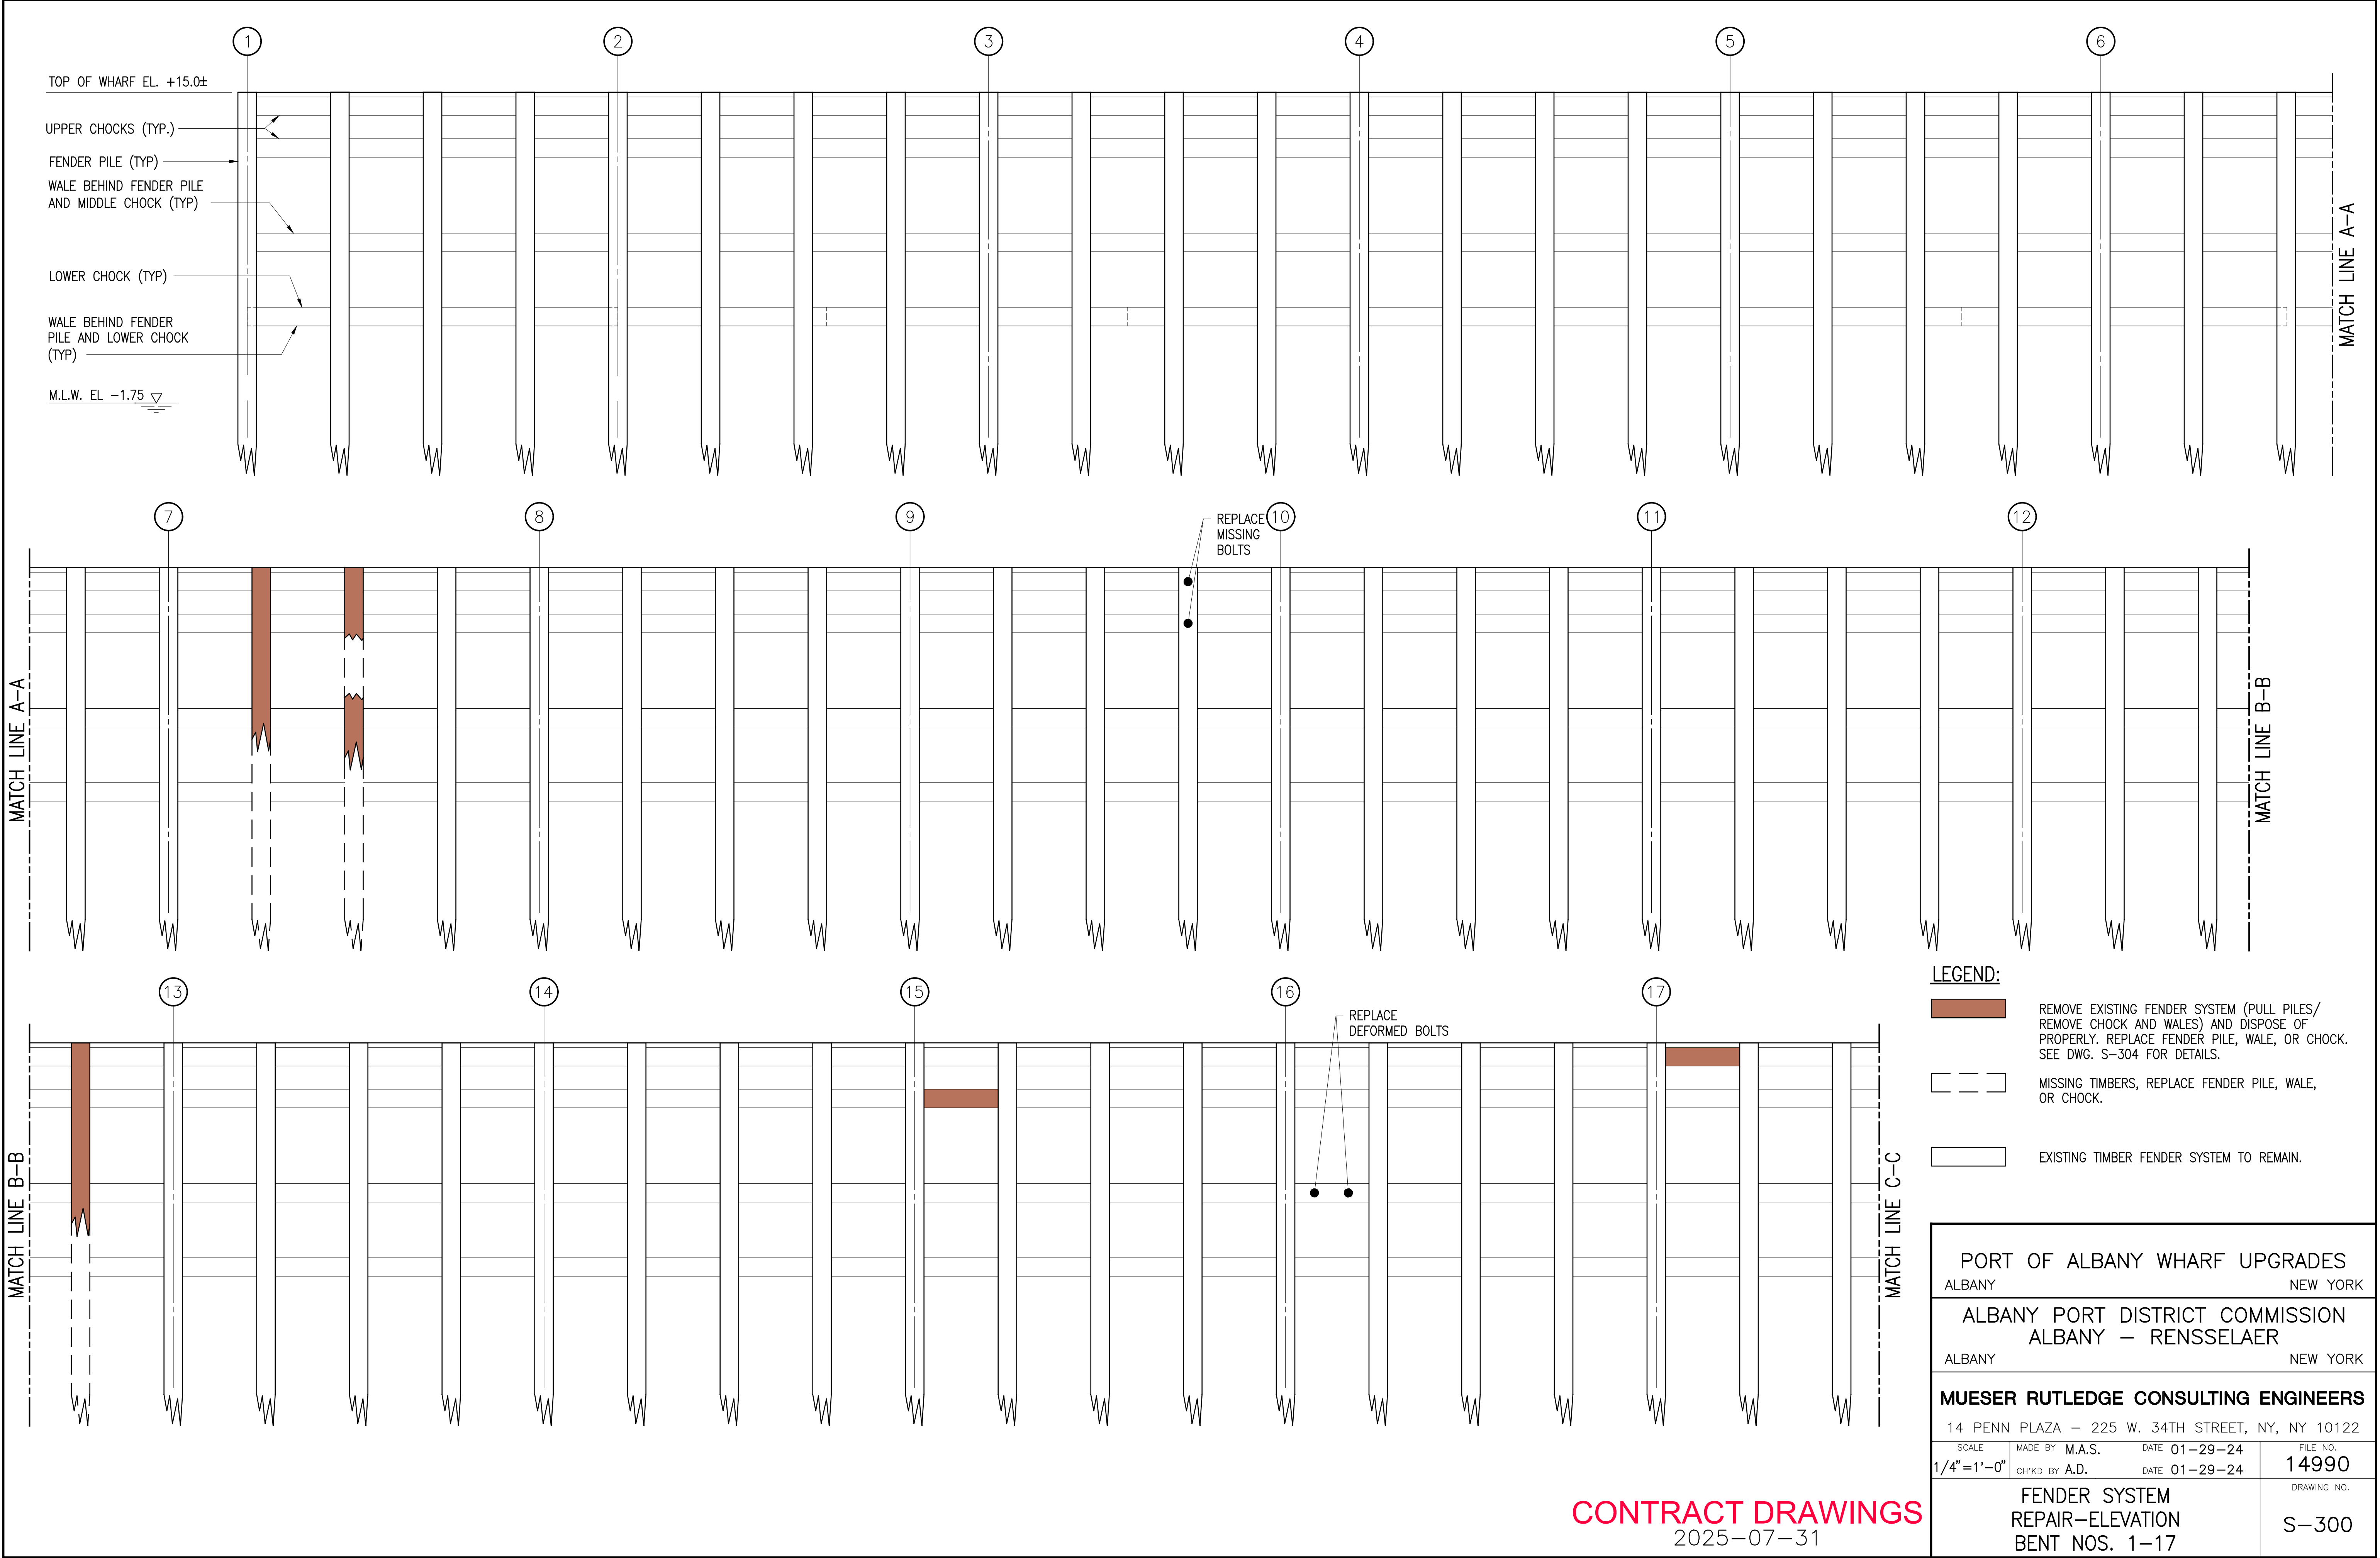 1
2
3
4
5
6
TOP OF WHARF EL. +15.0±
UPPER CHOCKS (TYP.)
FENDER PILE (TYP)
WALE BEHIND FENDER PILE
AND MIDDLE CHOCK (TYP)
LOWER CHOCK (TYP)
WALE BEHIND FENDER
PILE AND LOWER CHOCK
(TYP)
M.L.W. EL -1.75
MATCH LINE A-A
7
8
9
10
11
12
REPLACE
MISSING
BOLTS
MATCH LINE A-A
MATCH LINE B-B
13
14
15
16
17
REPLACE
DEFORMED BOLTS
MATCH LINE B-B
MATCH LINE C-C
LEGEND:
REMOVE EXISTING FENDER SYSTEM (PULL PILES/
REMOVE CHOCK AND WALES) AND DISPOSE OF
PROPERLY. REPLACE FENDER PILE, WALE, OR CHOCK.
SEE DWG. S-304 FOR DETAILS.
MISSING TIMBERS, REPLACE FENDER PILE, WALE,
OR CHOCK.
EXISTING TIMBER FENDER SYSTEM TO REMAIN.
PORT OF ALBANY WHARF UPGRADES
ALBANY NEW YORK
ALBANY PORT DISTRICT COMMISSION
ALBANY - RENSSELAER
ALBANY NEW YORK
MUESER RUTLEDGE CONSULTING ENGINEERS
14 PENN PLAZA - 225 W. 34TH STREET, NY, NY 10122
SCALE
1/4"=1'-0"
MADE BY M.A.S. DATE 01-29-24
CH'KD BY A.D. DATE 01-29-24
FILE NO.
14990
FENDER SYSTEM
REPAIR-ELEVATION
BENT NOS. 1-17
DRAWING NO.
S-300
CONTRACT DRAWINGS
2025-07-31